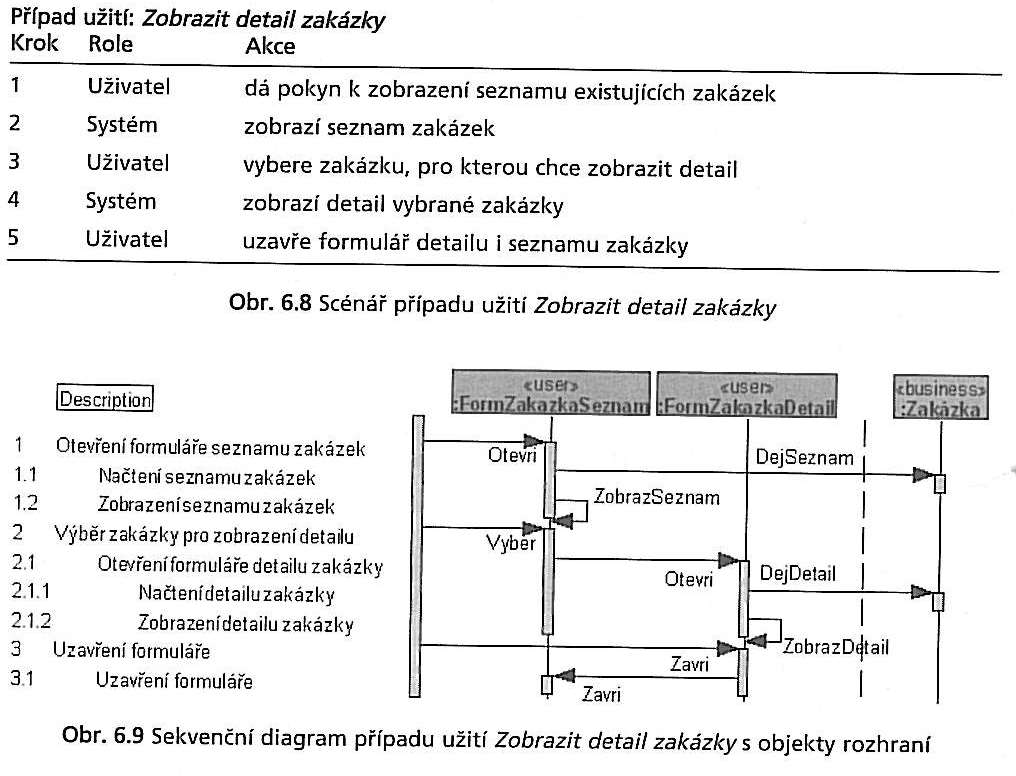 Případ užití: Zobrazit detail zakázky
Krok Role Akce
1 Uživatel dá pokyn k zobrazení seznamu existujících zakázek
2 Systém zobrazí seznam zakázek
3 Uživatel vybere zakázku, pro kterou chce zobrazit detail
4 Systém zobrazí detail vybrané zakázky
5 Uživatel uzavře formulář detailu i seznamu zakázky
Obr. 6.8 Scénář případu užití Zobrazit detail zakázky
Description
«user»
:FormZakazkaSeznam
«user»
:FormZakazkaDetail
«business»
:Zakázka
1 Otevření formuláře seznamu zakázek
Otevri
DejSeznam
1.1 Načtení seznamu zakázek
1.2 Zobrazení seznamu zakázek
ZobrazSeznam
2 Výběr zakázky pro zobrazení detailu
Vyber
2.1 Otevření formuláře detailu zakázky
Otevri
DejDetail
2.1.1 Načtení detailu zakázky
2.1.2 Zobrazení detailu zakázky
ZobrazDetail
3 Uzavření formuláře
Zavri
3.1 Uzavření formuláře
Zavri
Obr. 6.9 Sekvenční diagram případu užití Zobrazit detail zakázky s objekty rozhraní